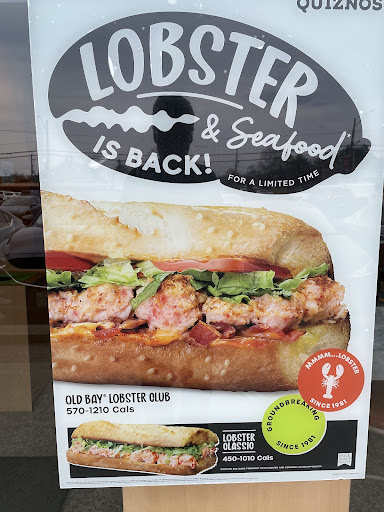 QUIZNOS
LOBSTER
& Seafood
IS BACK!
FOR A LIMITED TIME
OLD BAY® LOBSTER CLUB
570-1210 Cals
MMMM...LOBSTER
SINCE 1981
GROUNDBREAKING
SINCE 1981
LOBSTER
CLASSIC
450-1010 Cals